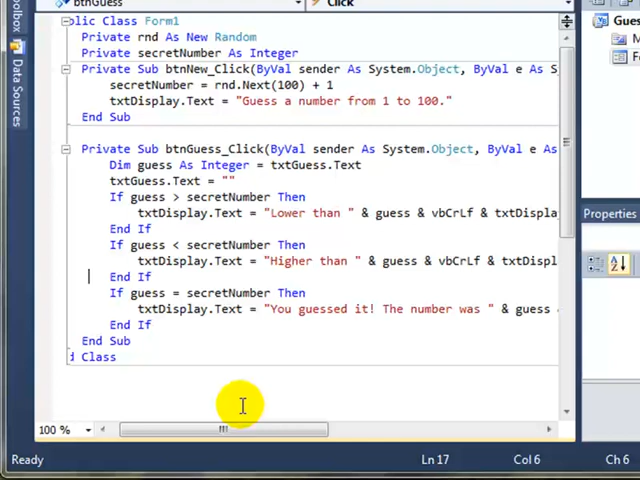 btnGuess
Click
olic Class Form1
Private rnd As New Random
Private secretNumber As Integer
Private Sub btnNew_Click(ByVal sender As System.Object, ByVal e As S
secretNumber = rnd.Next(100) + 1
txtDisplay.Text = "Guess a number from 1 to 100."
End Sub
Private Sub btnGuess_Click(ByVal sender As System.Object, ByVal e As
Dim guess As Integer = txtGuess.Text
txtGuess.Text = ""
If guess > secretNumber Then
txtDisplay.Text = "Lower than " & guess & vbCrLf & txtDispla
End If
If guess < secretNumber Then
txtDisplay.Text = "Higher than " & guess & vbCrLf & txtDispl
End If
If guess = secretNumber Then
txtDisplay.Text = "You guessed it! The number was " & guess
End If
End Sub
d Class
100 %
Ready
Ln 17
Col 6
Ch 6
Data Sources
Gues
M
Fo
Properties